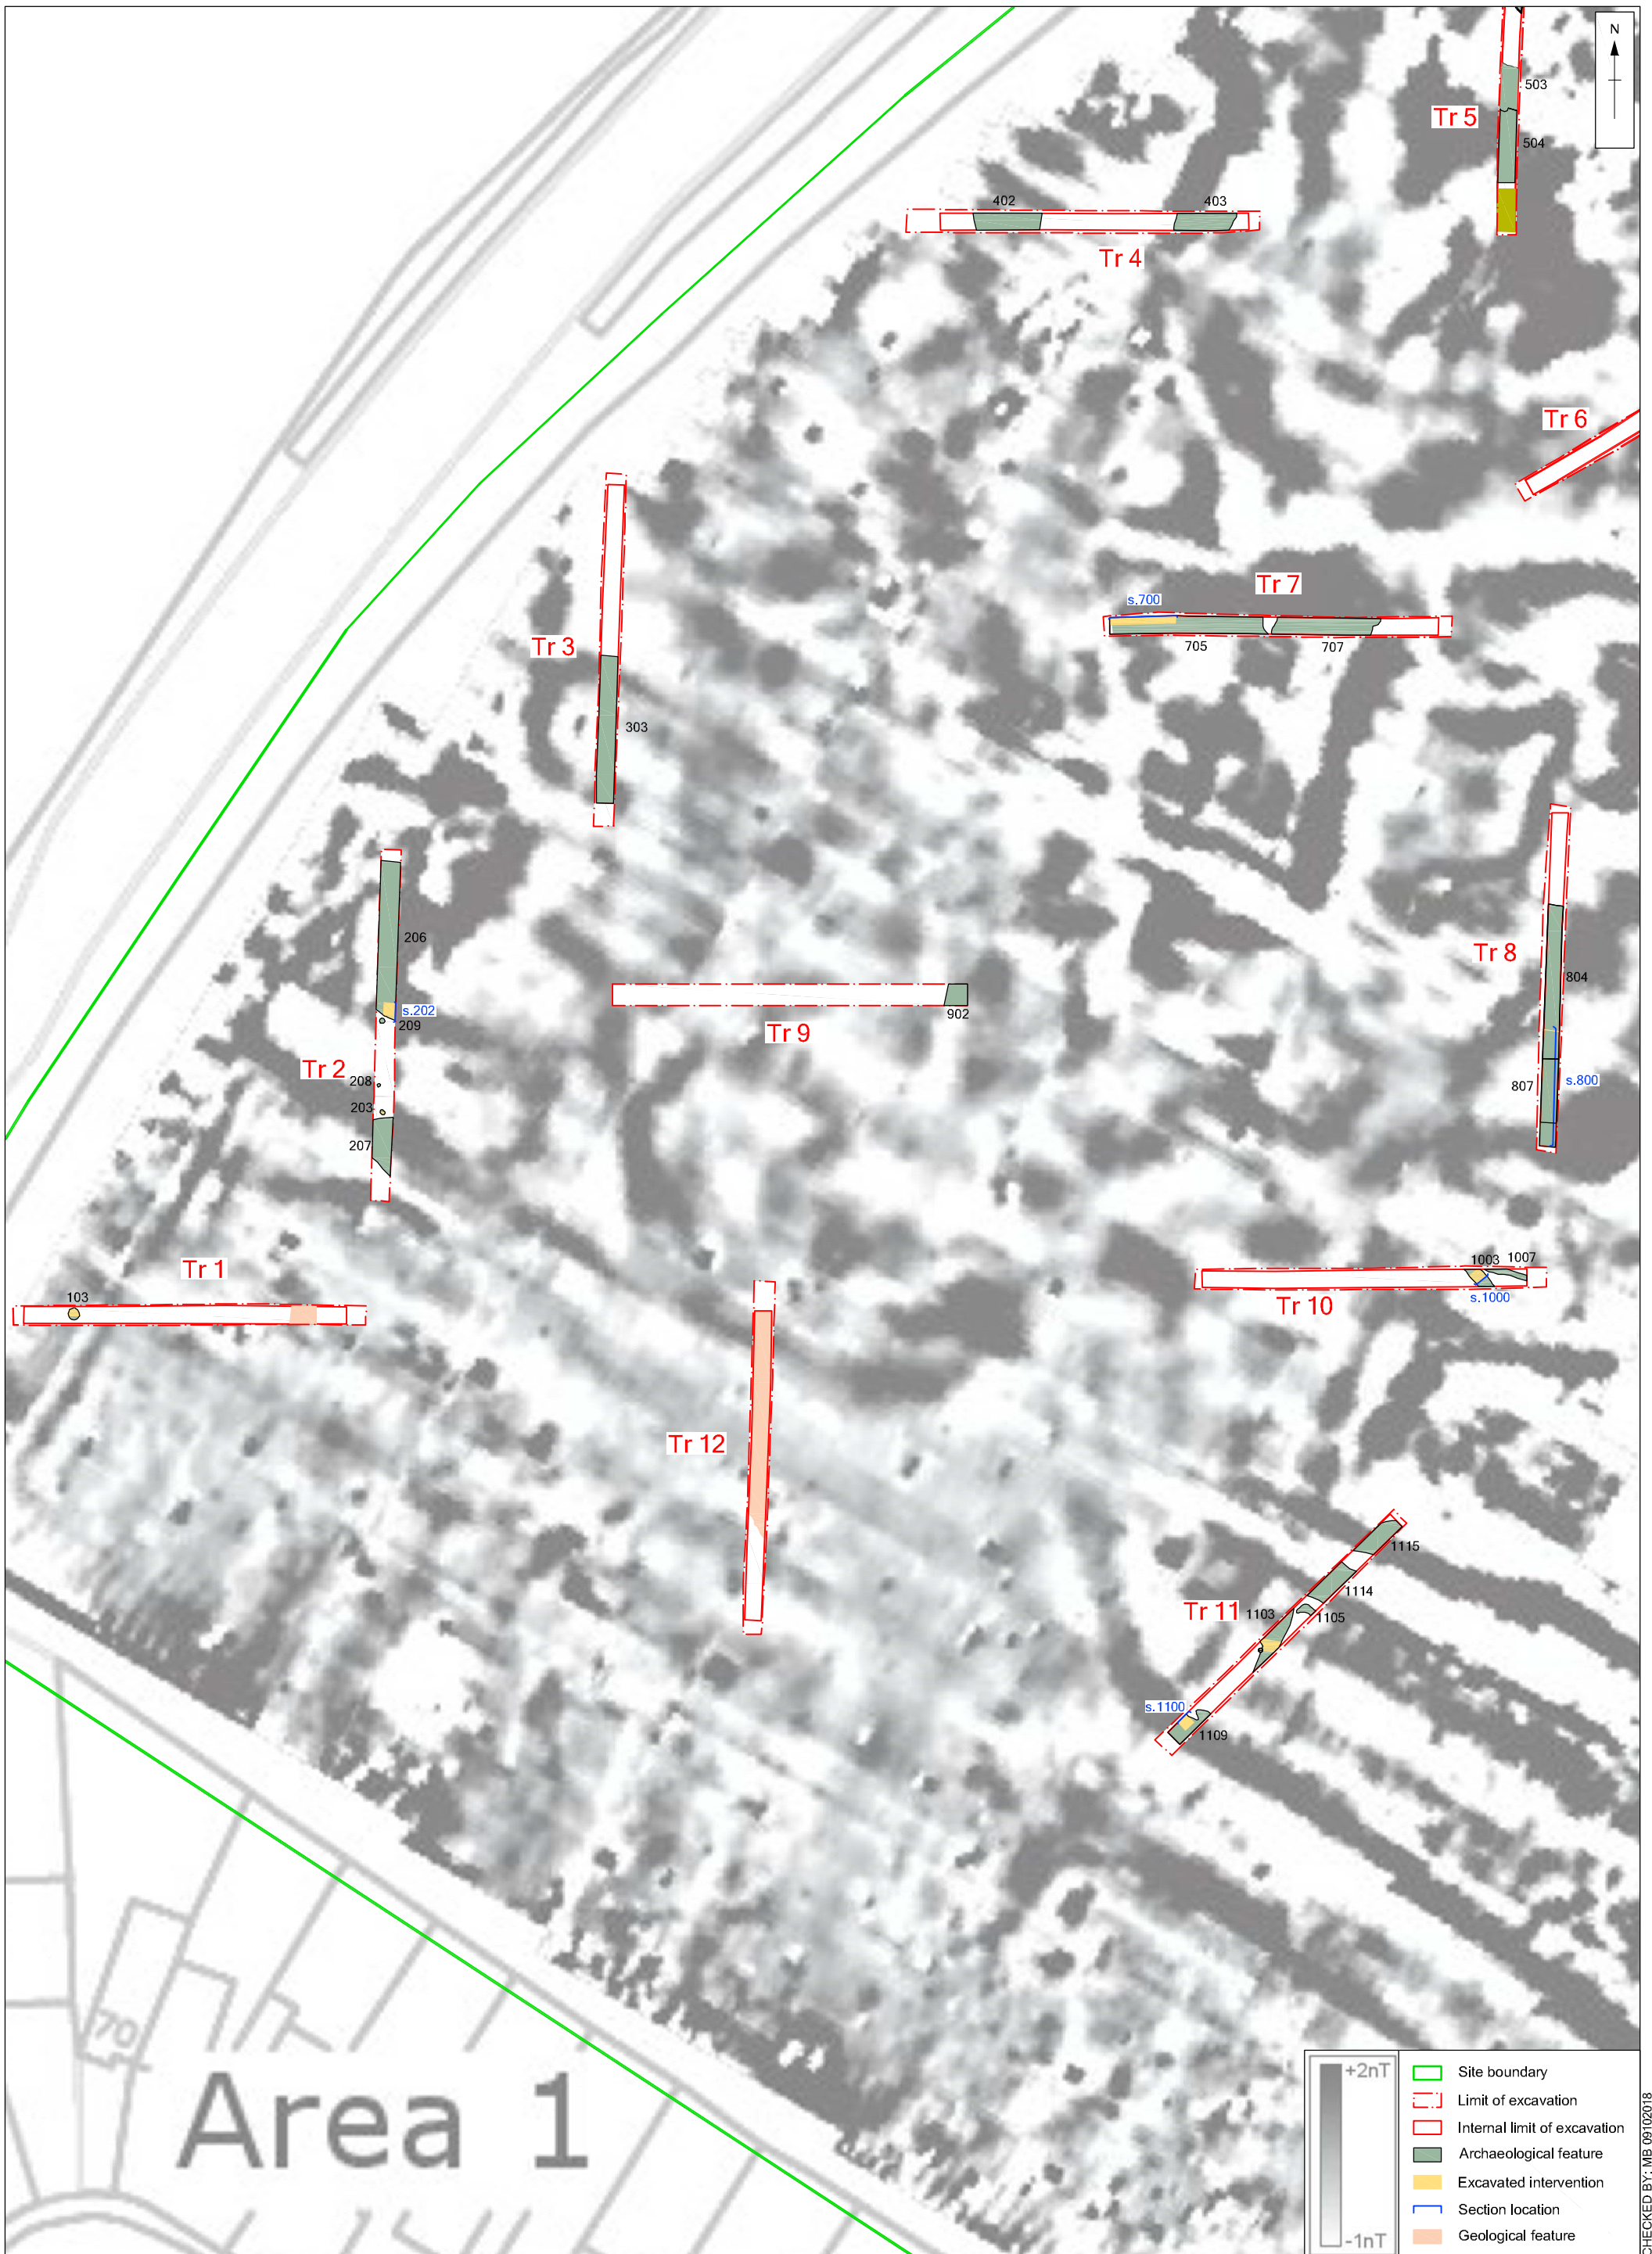 N
503
Tr 5
504
402
403
Tr 4
Tr 6
Tr 7
s.700
705
707
Tr 3
303
206
s.202
209
Tr 2
208
203
207
Tr 8
804
807
s.800
902
Tr 9
Tr 1
103
1003
1007
s.1000
Tr 10
Tr 12
1115
1114
Tr 11
1103
1105
s.1100
1109
70
Area 1
+2nT
-1nT
Site boundary
Limit of excavation
Internal limit of excavation
Archaeological feature
Excavated intervention
Section location
Geological feature
CHECKED BY: MB 09102018